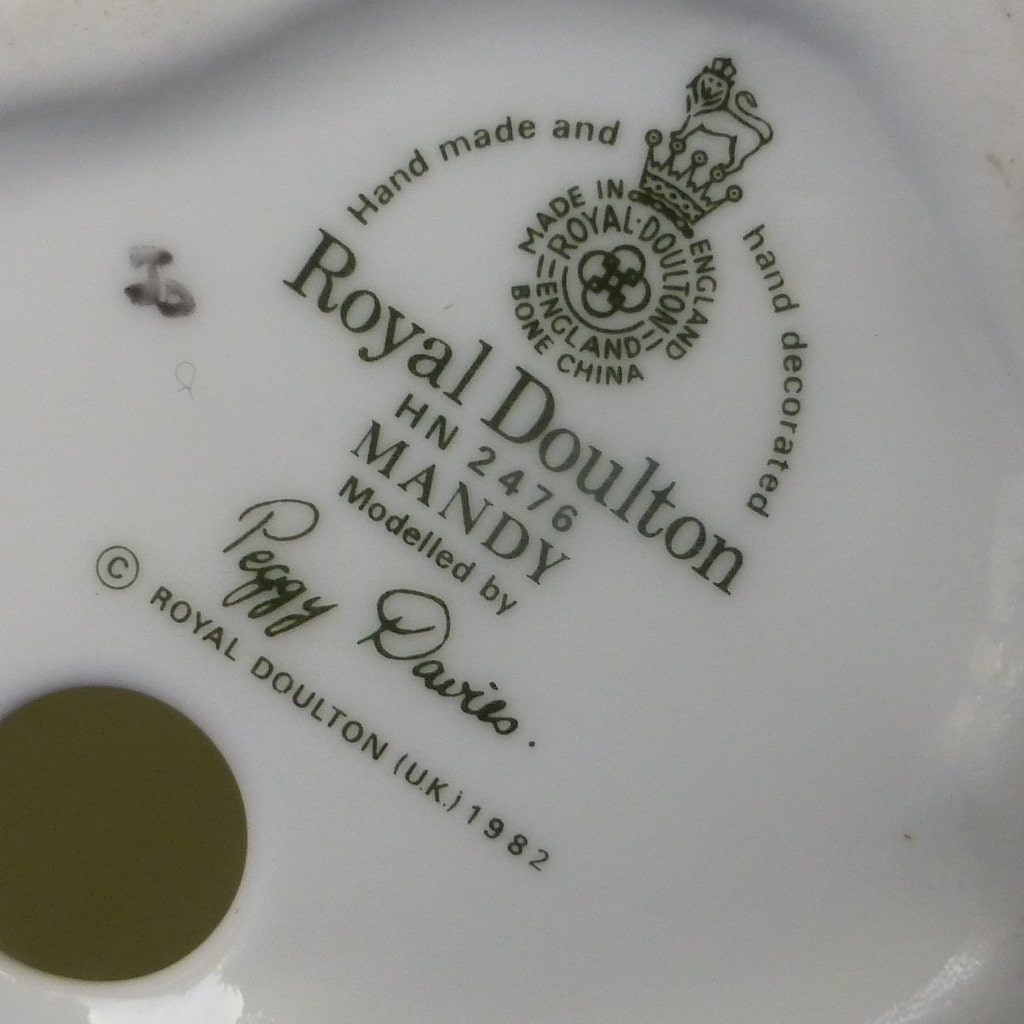 Hand made and hand decorated
MADE IN ENGLAND
ROYAL·DOULTON
ENGLAND
BONE CHINA
Royal Doulton
HN 2476
MANDY
Modelled by
Peggy Davies.
© ROYAL DOULTON (U.K.) 1982